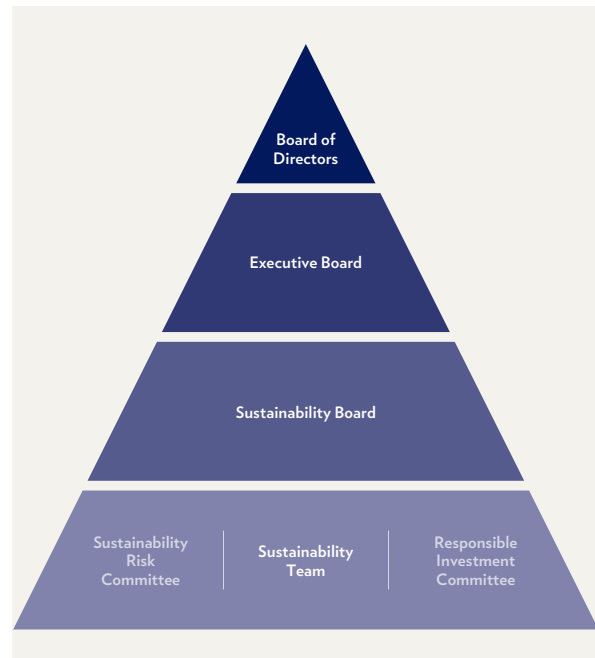 Board of
Directors
Executive Board
Sustainability Board
Sustainability
Risk
Committee
Sustainability
Team
Responsible
Investment
Committee